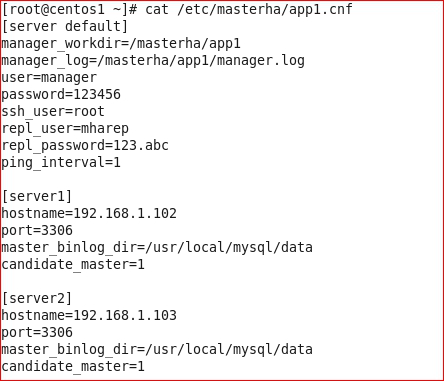 [root@centos1 ~]# cat /etc/masterha/app1.cnf
[server default]
manager_workdir=/masterha/app1
manager_log=/masterha/app1/manager.log
user=manager
password=123456
ssh_user=root
repl_user=mharep
repl_password=123.abc
ping_interval=1

[server1]
hostname=192.168.1.102
port=3306
master_binlog_dir=/usr/local/mysql/data
candidate_master=1

[server2]
hostname=192.168.1.103
port=3306
master_binlog_dir=/usr/local/mysql/data
candidate_master=1